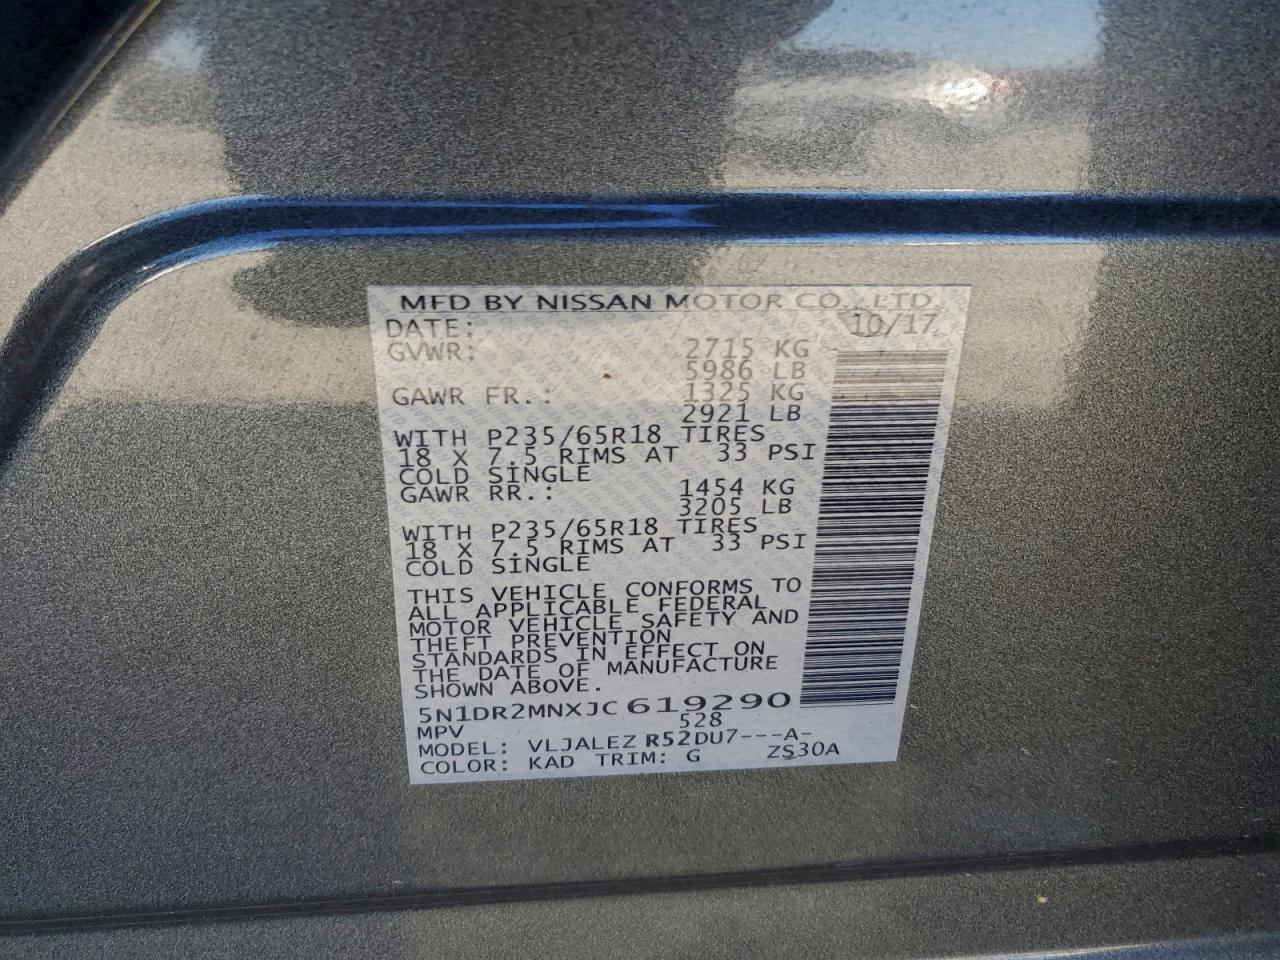 MFD BY NISSAN MOTOR CO., LTD.
DATE: 10/17
GVWR: 2715 KG
5986 LB
GAWR FR.: 1325 KG
2921 LB
WITH P235/65R18 TIRES
18 X 7.5 RIMS AT 33 PSI
COLD SINGLE
GAWR RR.: 1454 KG
3205 LB
WITH P235/65R18 TIRES
18 X 7.5 RIMS AT 33 PSI
COLD SINGLE
THIS VEHICLE CONFORMS TO
ALL APPLICABLE FEDERAL
MOTOR VEHICLE SAFETY AND
THEFT PREVENTION
STANDARDS IN EFFECT ON
THE DATE OF MANUFACTURE
SHOWN ABOVE.
5N1DR2MNXJC 619290
MPV 528
MODEL: VLJALEZ R52DU7---A-
COLOR: KAD TRIM: G ZS30A